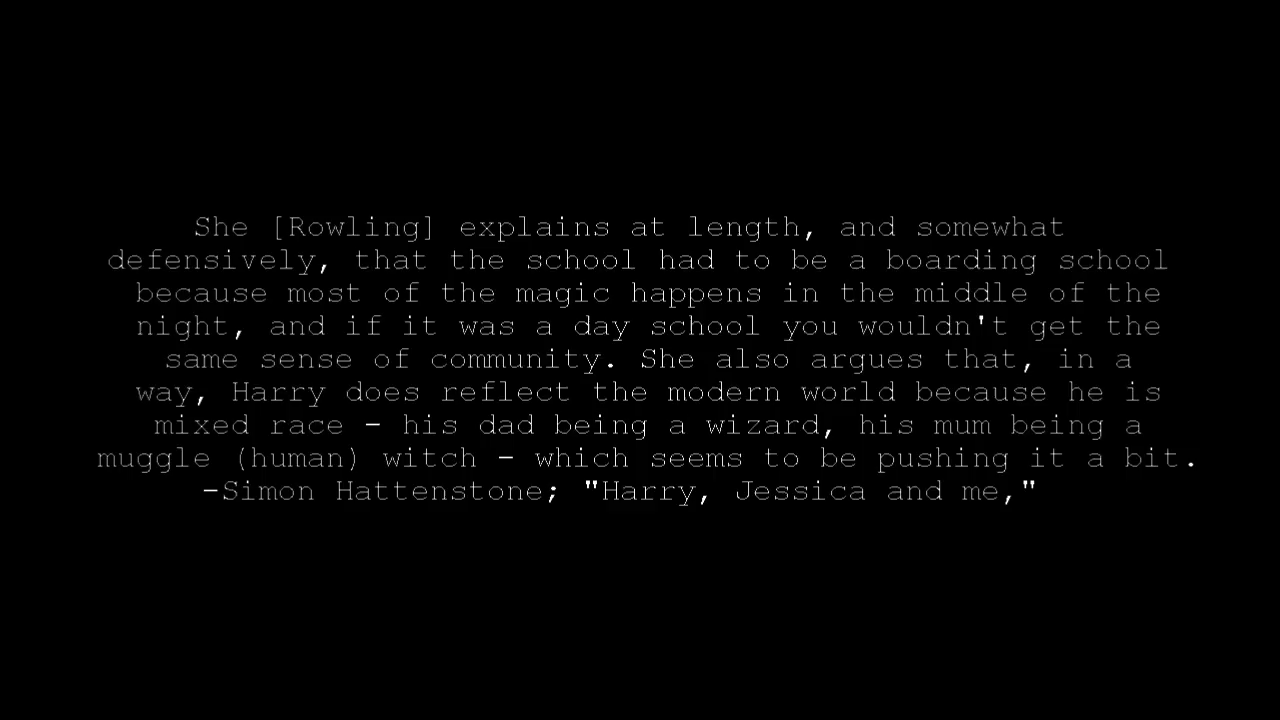 She [Rowling] explains at length, and somewhat
defensively, that the school had to be a boarding school
because most of the magic happens in the middle of the
night, and if it was a day school you wouldn't get the
same sense of community. She also argues that, in a
way, Harry does reflect the modern world because he is
mixed race - his dad being a wizard, his mum being a
muggle (human) witch - which seems to be pushing it a bit.
-Simon Hattenstone; "Harry, Jessica and me,"